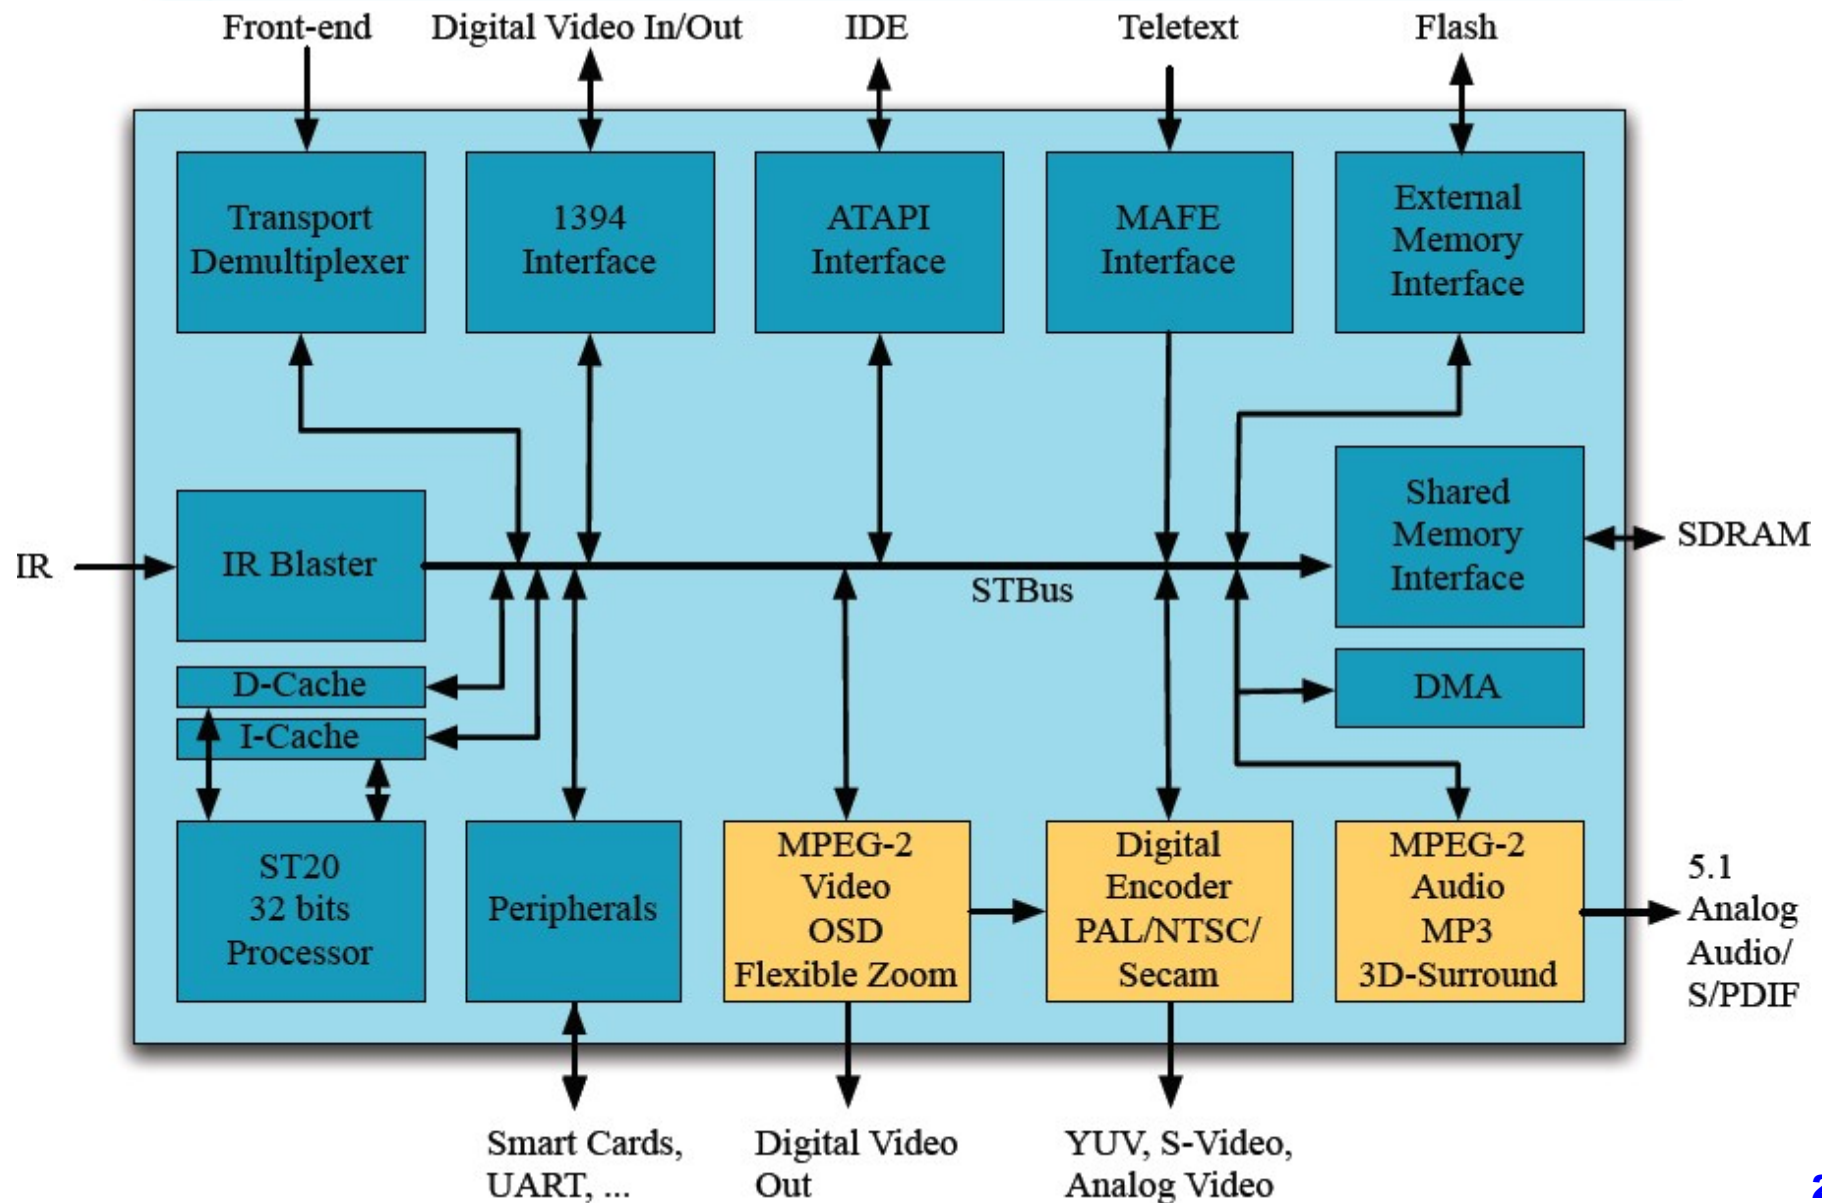 Front-end
Digital Video In/Out
IDE
Teletext
Flash
Transport
Demultiplexer
1394
Interface
ATAPI
Interface
MAFE
Interface
External
Memory
Interface
IR
IR Blaster
STBus
Shared
Memory
Interface
SDRAM
D-Cache
I-Cache
DMA
ST20
32 bits
Processor
Peripherals
MPEG-2
Video
OSD
Flexible Zoom
Digital
Encoder
PAL/NTSC/
Secam
MPEG-2
Audio
MP3
3D-Surround
5.1
Analog
Audio/
S/PDIF
Smart Cards,
UART, ...
Digital Video
Out
YUV, S-Video,
Analog Video